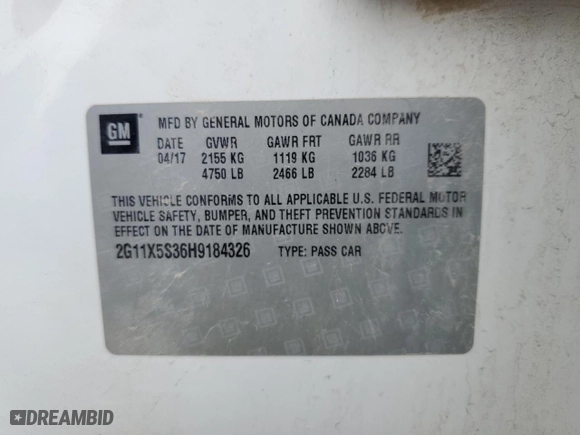 GM
MFD BY GENERAL MOTORS OF CANADA COMPANY
DATE GVWR GAWR FRT GAWR RR
04/17 2155 KG 1119 KG 1036 KG
4750 LB 2466 LB 2284 LB
THIS VEHICLE CONFORMS TO ALL APPLICABLE U.S. FEDERAL MOTOR
VEHICLE SAFETY, BUMPER, AND THEFT PREVENTION STANDARDS IN
EFFECT ON THE DATE OF MANUFACTURE SHOWN ABOVE.
2G11X5S36H9184326 TYPE: PASS CAR
DREAMBID